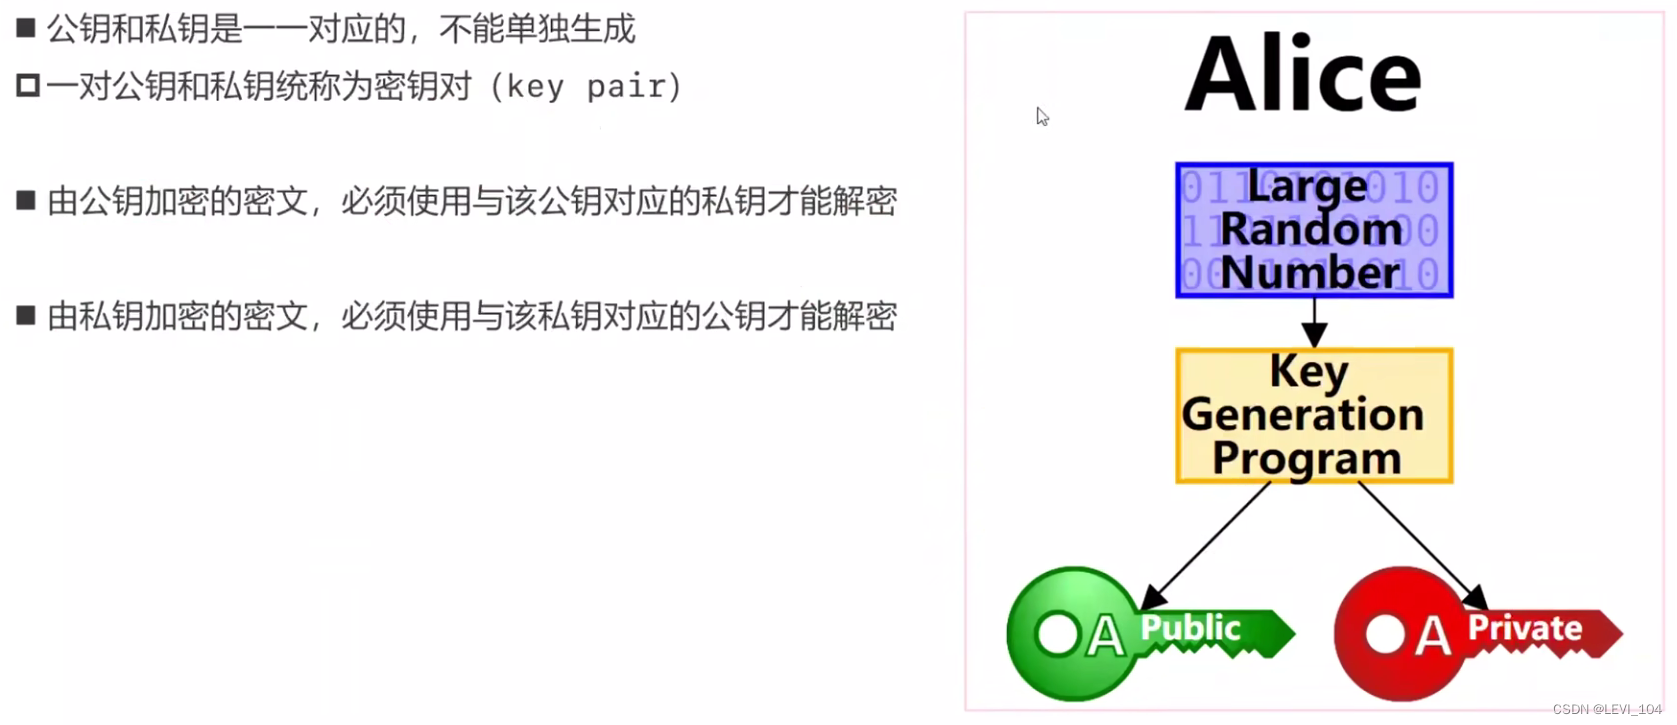 公钥和私钥是一一对应的，不能单独生成
一对公钥和私钥统称为密钥对（key pair）
由公钥加密的密文，必须使用与该公钥对应的私钥才能解密
由私钥加密的密文，必须使用与该私钥对应的公钥才能解密
Alice
Large
Random
Number
Key
Generation
Program
A Public
A Private
CSDN @LEVI_104